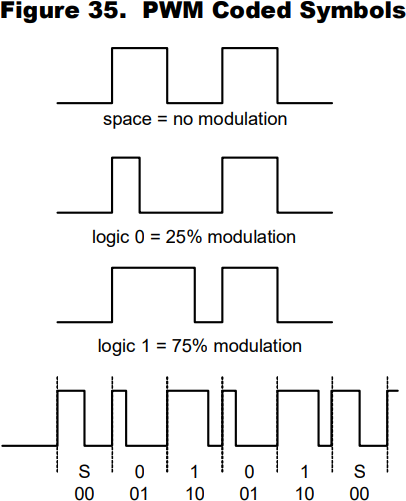 Figure 35. PWM Coded Symbols
space = no modulation
logic 0 = 25% modulation
logic 1 = 75% modulation
S 0 1 0 1 S
00 01 10 01 10 00